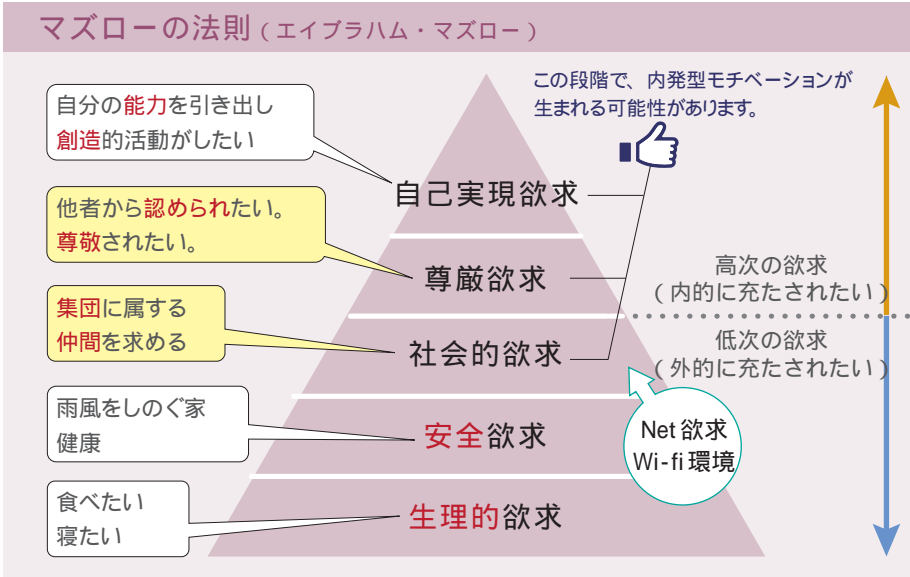 マズローの法則（エイブラハム・マズロー）
この段階で、内発型モチベーションが
生まれる可能性があります。
自分の能力を引き出し
創造的活動がしたい
自己実現欲求
他者から認められたい。
尊敬されたい。
尊厳欲求
高次の欲求
（内的に充たされたい）
集団に属する
仲間を求める
社会的欲求
低次の欲求
（外的に充たされたい）
雨風をしのぐ家
健康
安全欲求
Net欲求
Wi-fi環境
食べたい
寝たい
生理的欲求